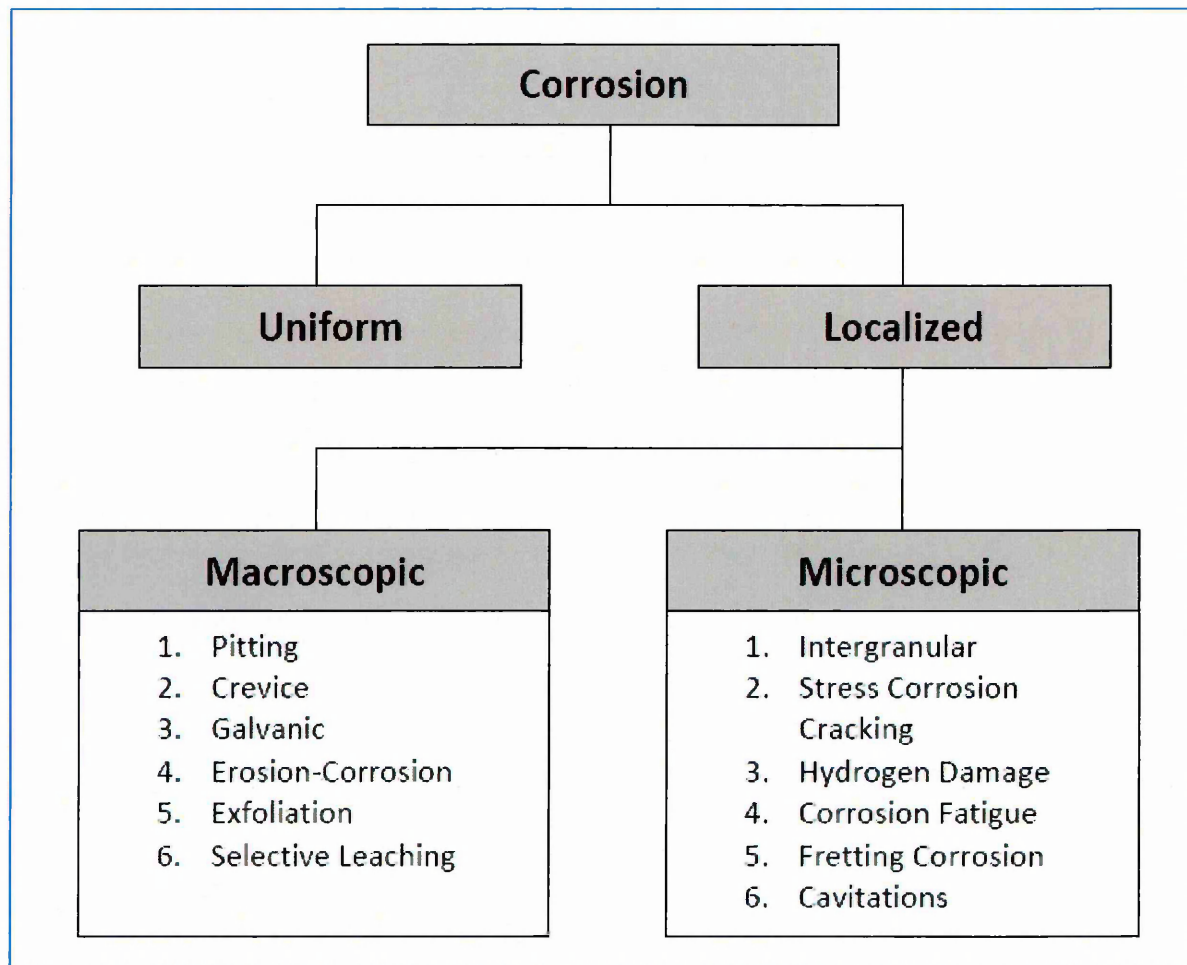 Corrosion
Uniform
Localized
Macroscopic
1. Pitting
2. Crevice
3. Galvanic
4. Erosion-Corrosion
5. Exfoliation
6. Selective Leaching
Microscopic
1. Intergranular
2. Stress Corrosion
Cracking
3. Hydrogen Damage
4. Corrosion Fatigue
5. Fretting Corrosion
6. Cavitations